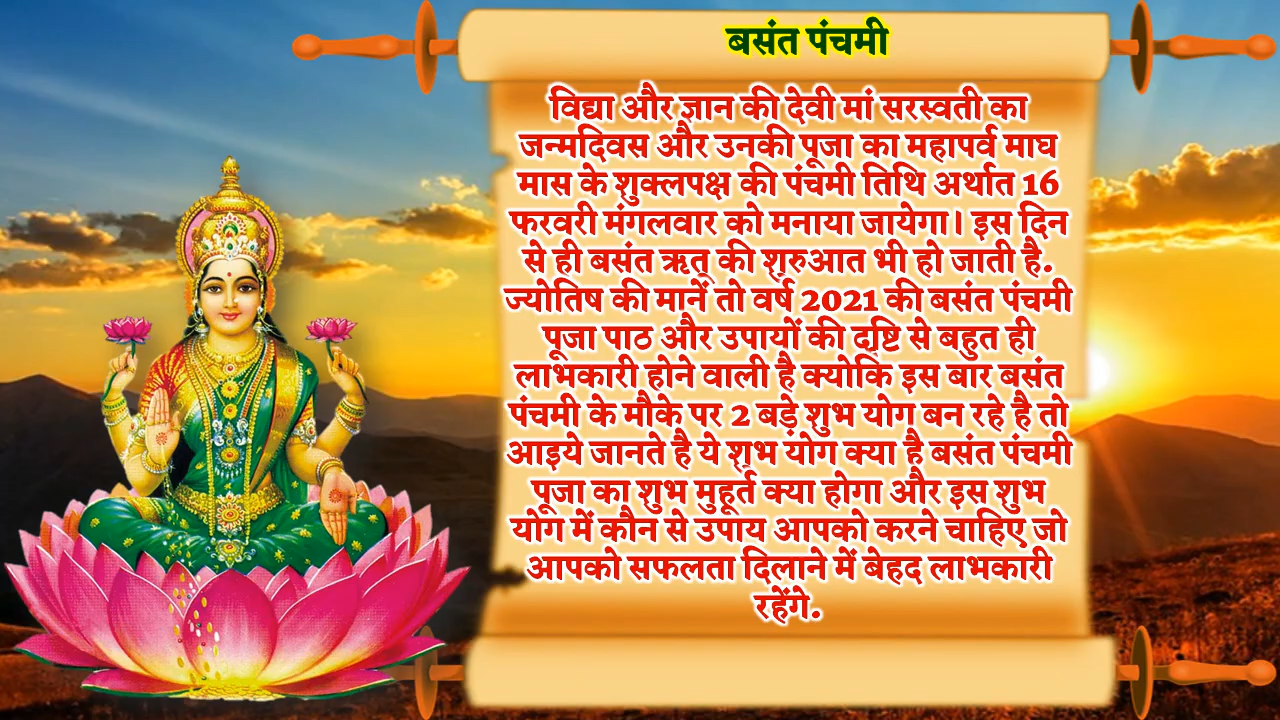 बसंत पंचमी
विद्या और ज्ञान की देवी मां सरस्वती का
जन्मदिवस और उनकी पूजा का महापर्व माघ
मास के शुक्लपक्ष की पंचमी तिथि अर्थात 16
फरवरी मंगलवार को मनाया जायेगा। इस दिन
से ही बसंत ऋतु की शुरुआत भी हो जाती है.
ज्योतिष की मानें तो वर्ष 2021 की बसंत पंचमी
पूजा पाठ और उपायों की दृष्टि से बहुत ही
लाभकारी होने वाली है क्योकि इस बार बसंत
पंचमी के मौके पर 2 बड़े शुभ योग बन रहे है तो
आइये जानते है ये शुभ योग क्या है बसंत पंचमी
पूजा का शुभ मुहूर्त क्या होगा और इस शुभ
योग में कौन से उपाय आपको करने चाहिए जो
आपको सफलता दिलाने में बेहद लाभकारी
रहेंगे.